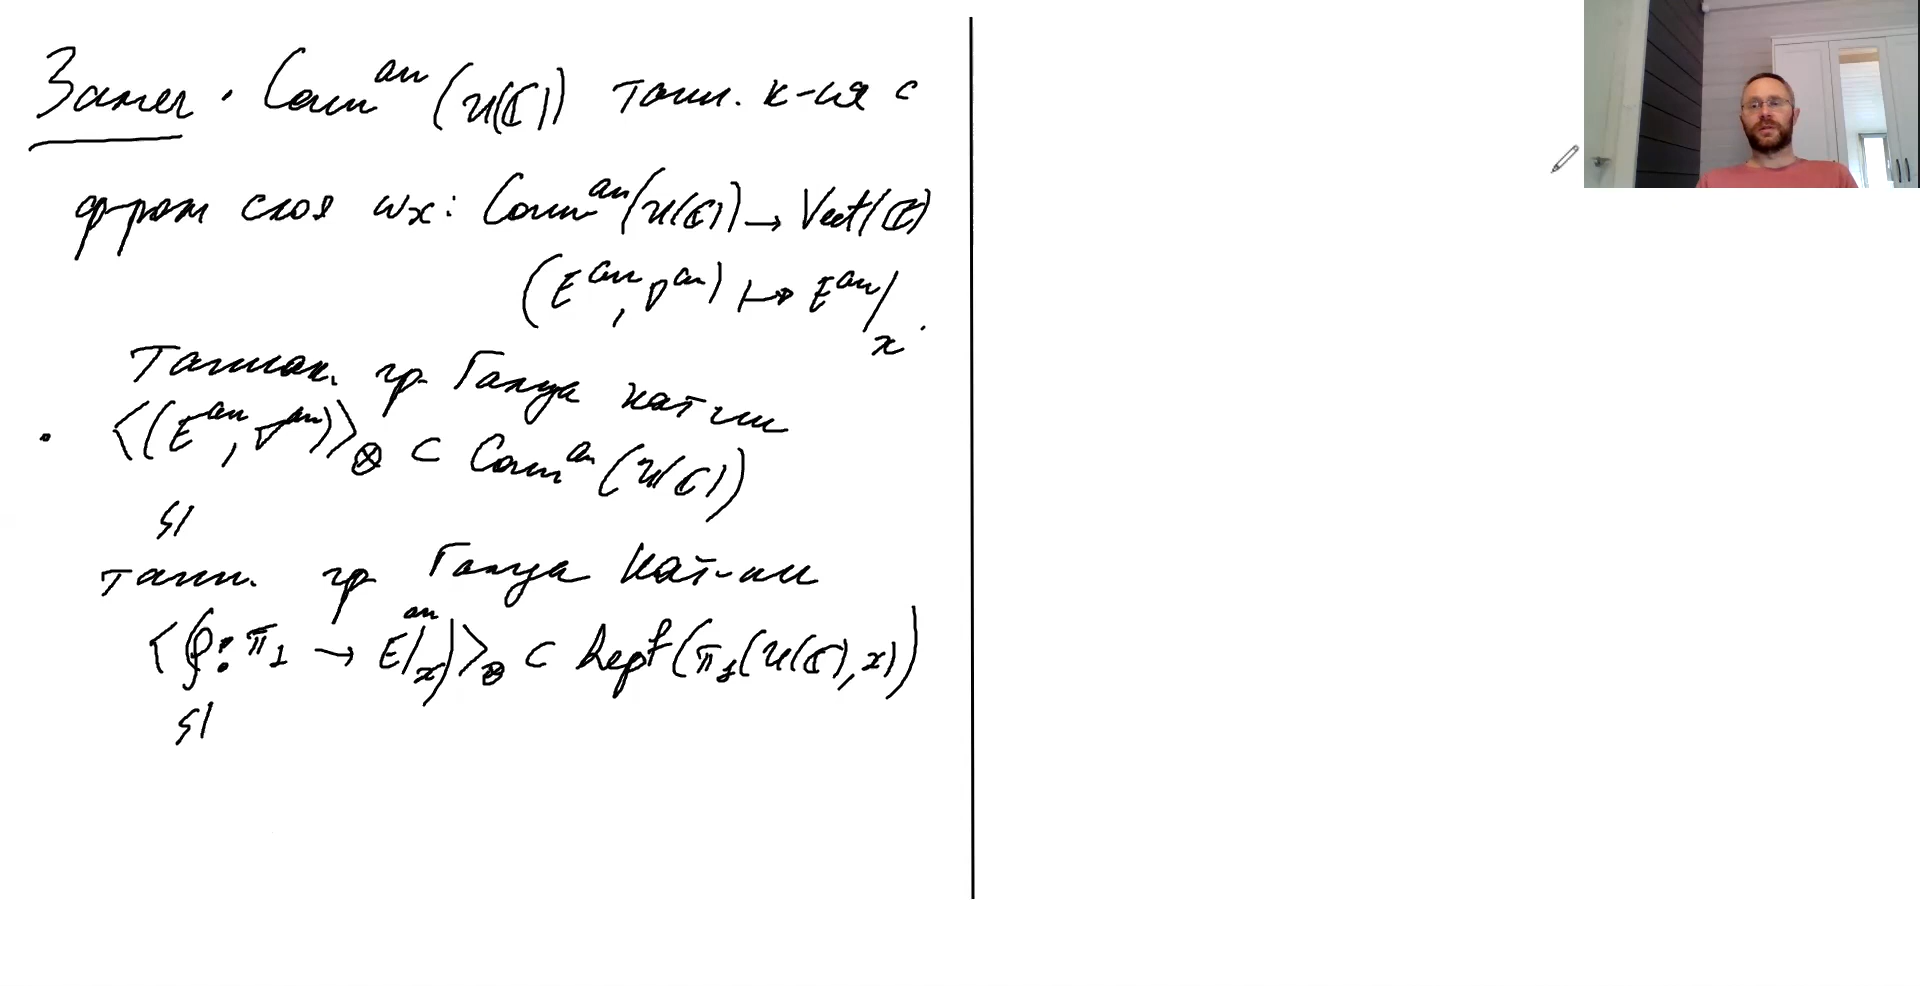 Замеч • Conn^an (U(ℂ)) танн. к-ия с
ф-ром слоя ω_x: Conn^an (U(ℂ)) → Vect(ℂ)
(E^an, ∇^an) ↦ E^an|_x.
Таннак. гр. Галуа кат-ии
• ⟨(E^an, ∇^an)⟩_⊗ ⊂ Conn^an (U(ℂ))
≅
танн. гр Галуа кат-ии
⟨(ρ: π_1 → E^an|_x)⟩_⊗ ⊂ Rep^f (π_1(U(ℂ), x))
≅